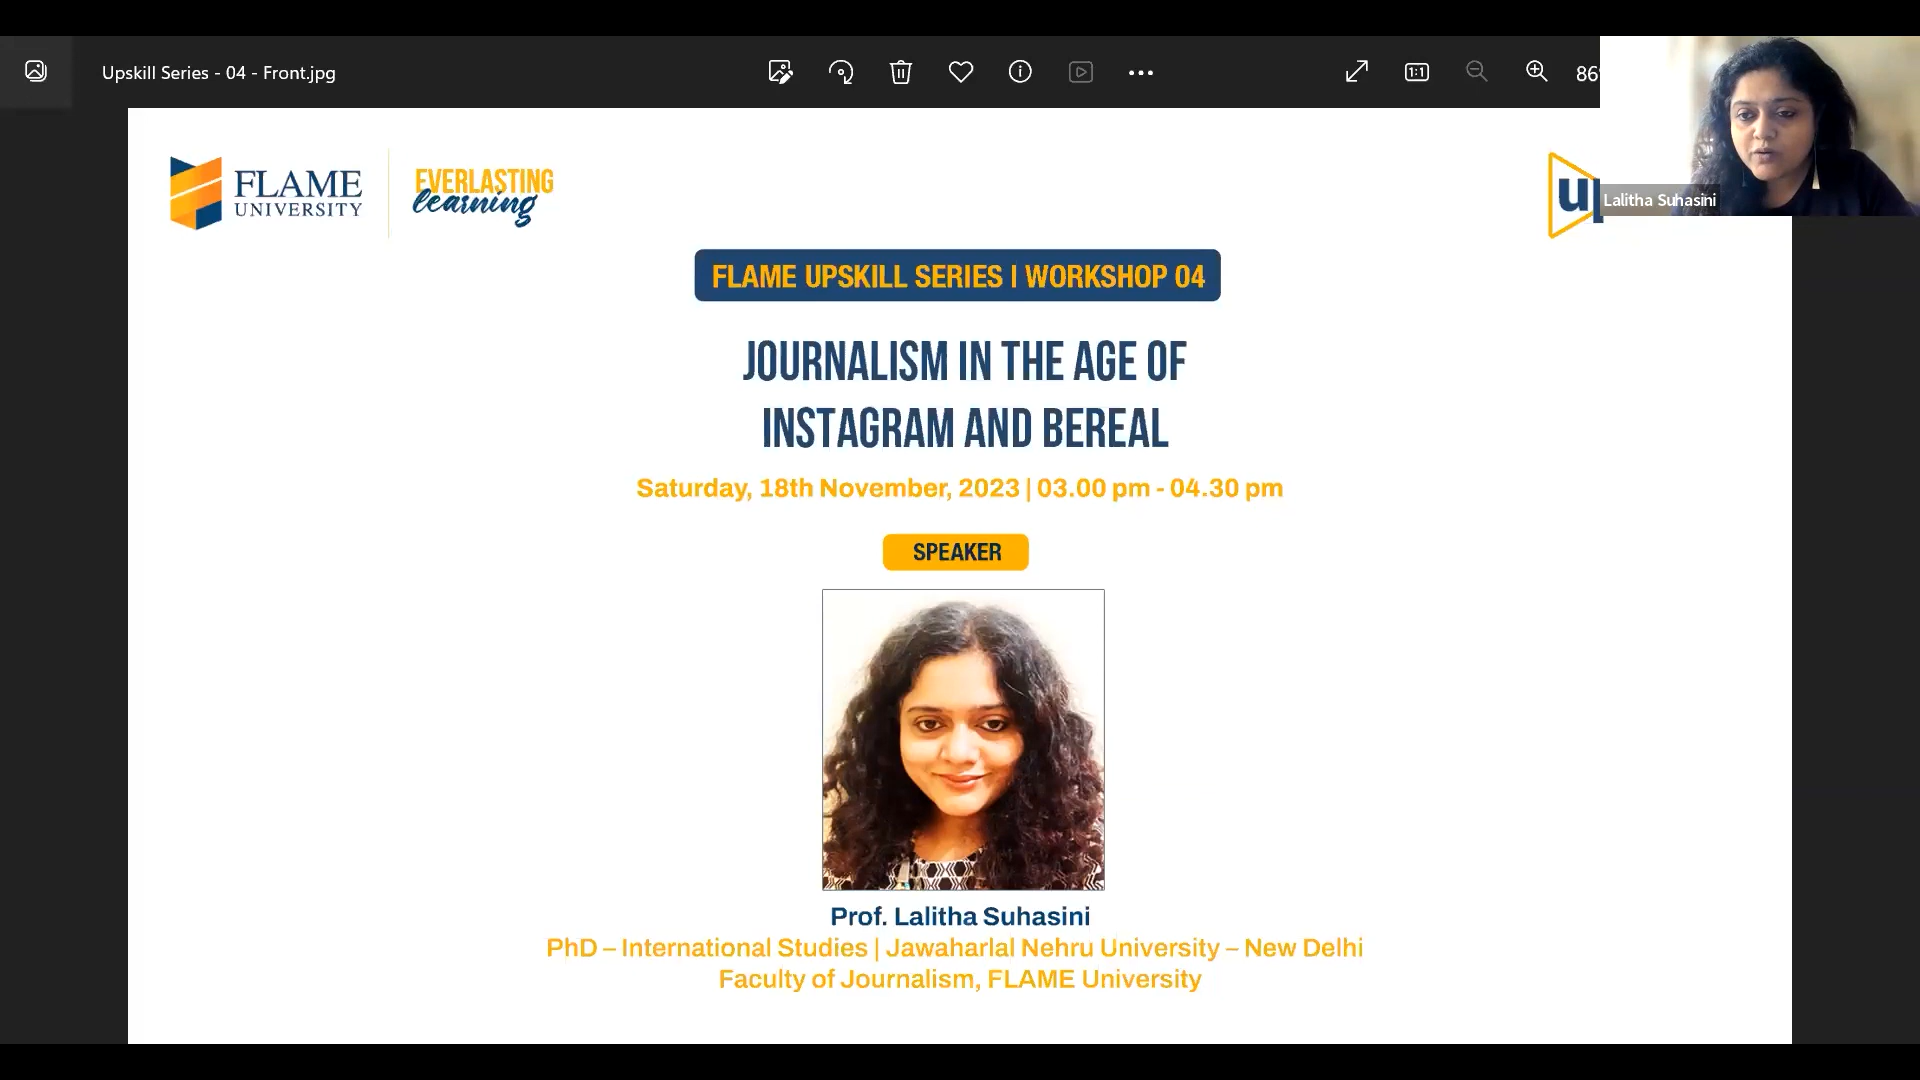 Upskill Series - 04 - Front.jpg
1:1
86
FLAME
UNIVERSITY
EVERLASTING
learning
Lalitha Suhasini
FLAME UPSKILL SERIES | WORKSHOP 04
JOURNALISM IN THE AGE OF
INSTAGRAM AND BEREAL
Saturday, 18th November, 2023 | 03.00 pm - 04.30 pm
SPEAKER
Prof. Lalitha Suhasini
PhD – International Studies | Jawaharlal Nehru University – New Delhi
Faculty of Journalism, FLAME University